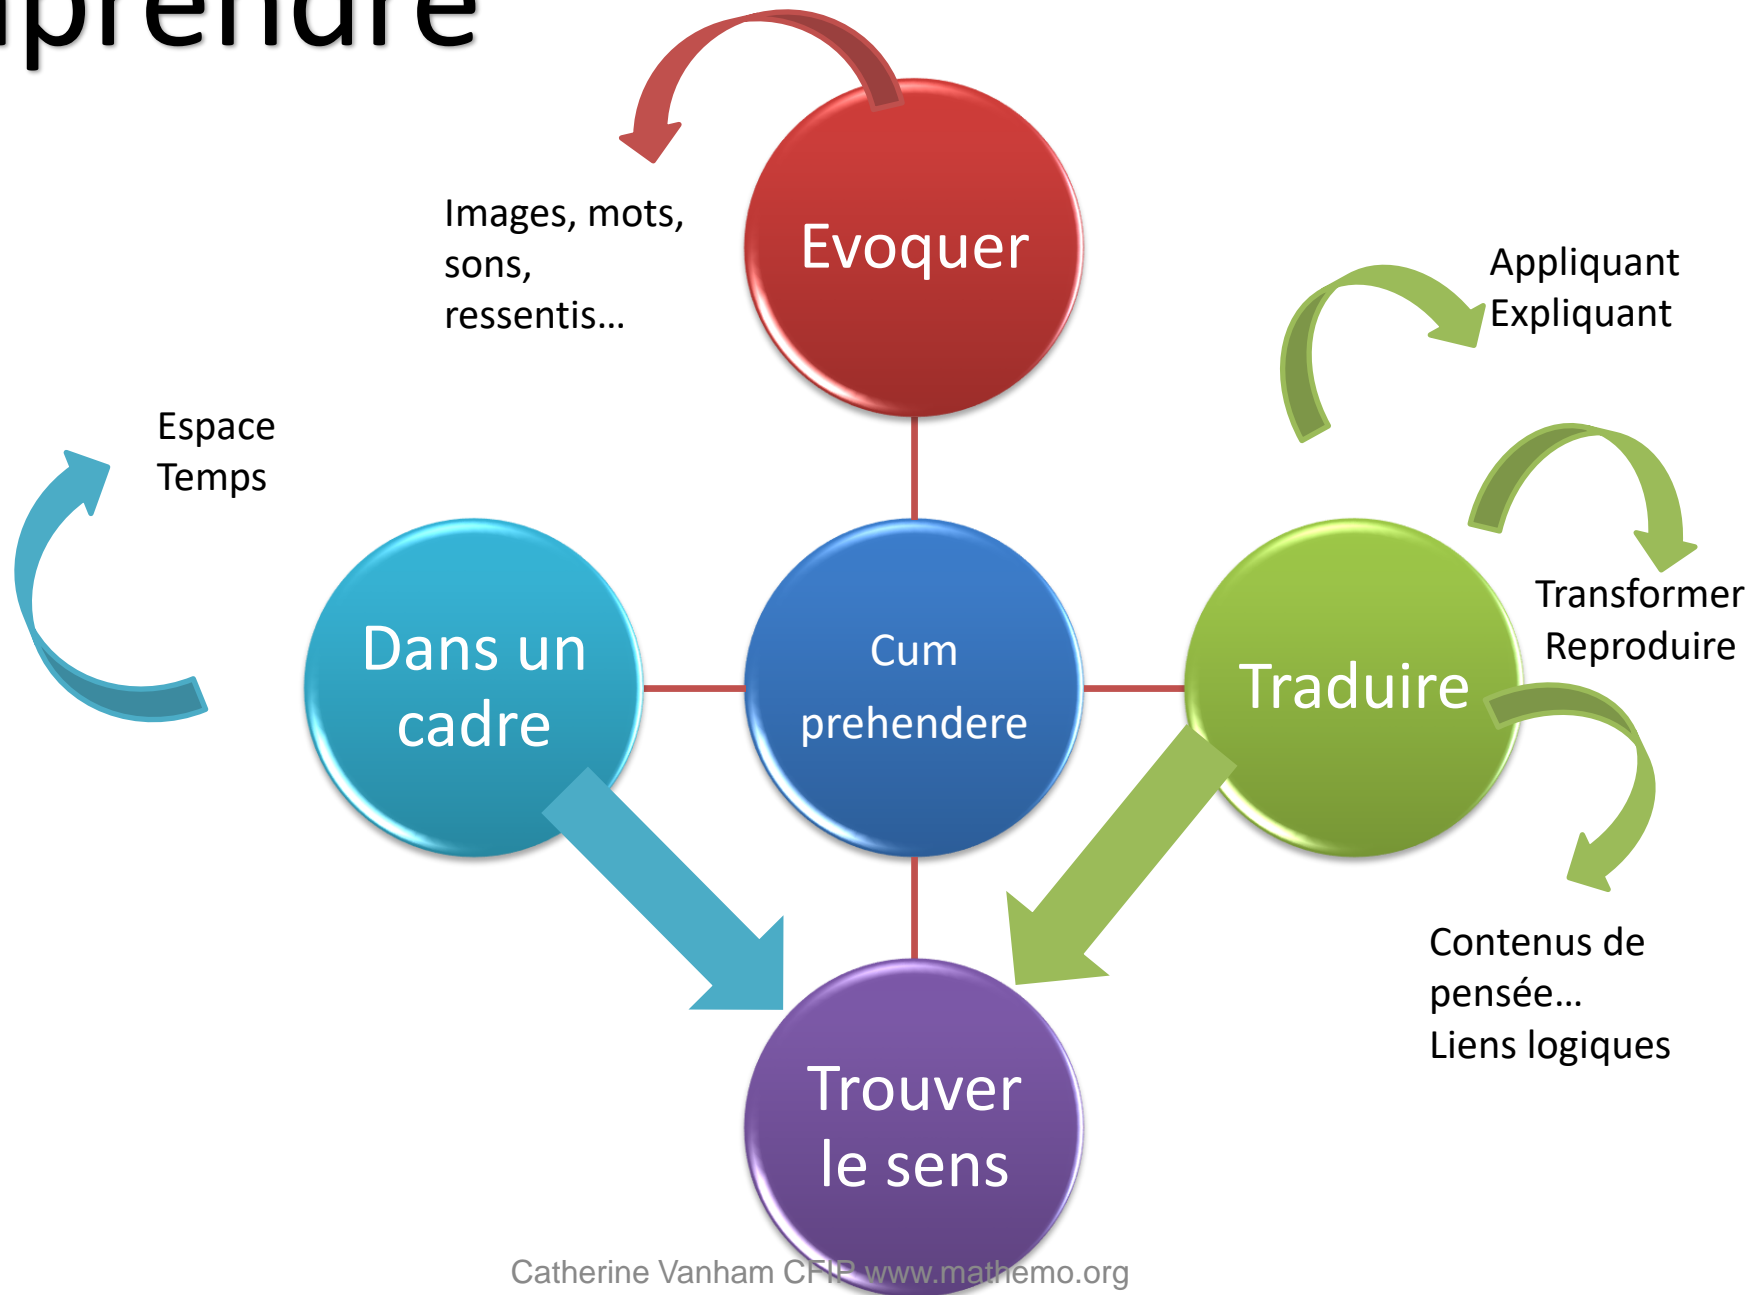 prendre
Evoquer
Images, mots,
sons,
ressentis…
Appliquant
Expliquant
Espace
Temps
Dans un
cadre
Cum
prehendere
Traduire
Transformer
Reproduire
Contenus de
pensée…
Liens logiques
Trouver
le sens
Catherine Vanham CFIP www.mathemo.org